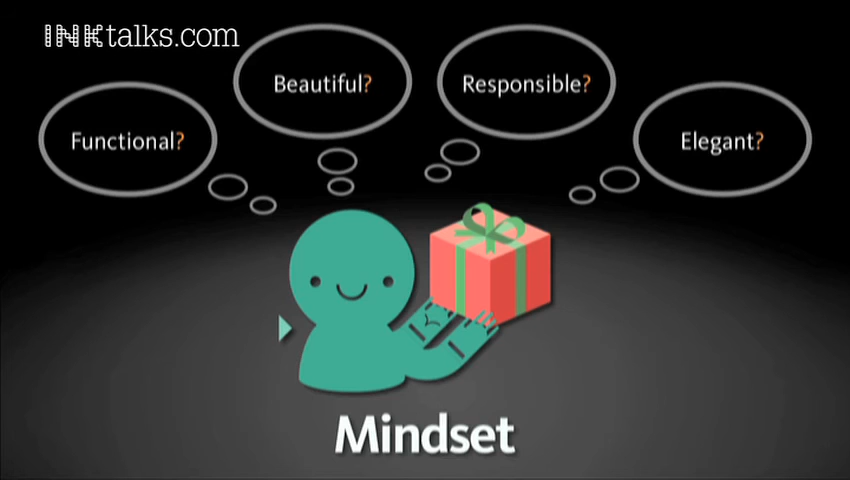 INKtalks.com
Functional?
Beautiful?
Responsible?
Elegant?
Mindset